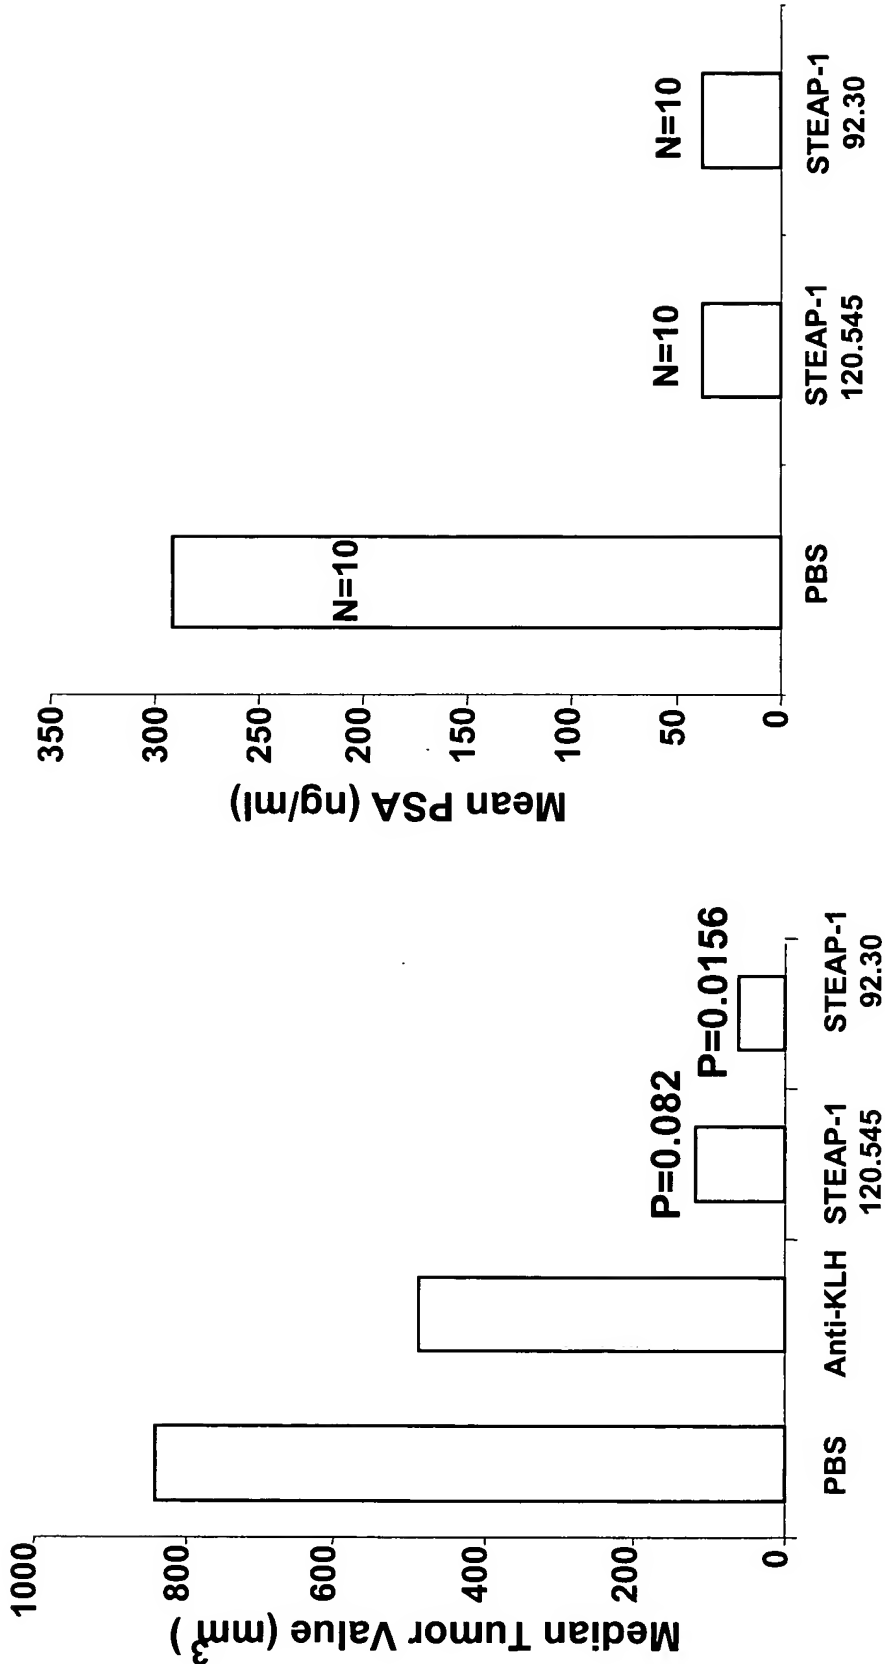 Median Tumor Value (mm³)
1000
800
600
400
200
0
P=0.082
P=0.0156
PBS
Anti-KLH
STEAP-1
120.545
STEAP-1
92.30
Mean PSA (ng/ml)
350
300
250
200
150
100
50
0
N=10
N=10
N=10
PBS
STEAP-1
120.545
STEAP-1
92.30